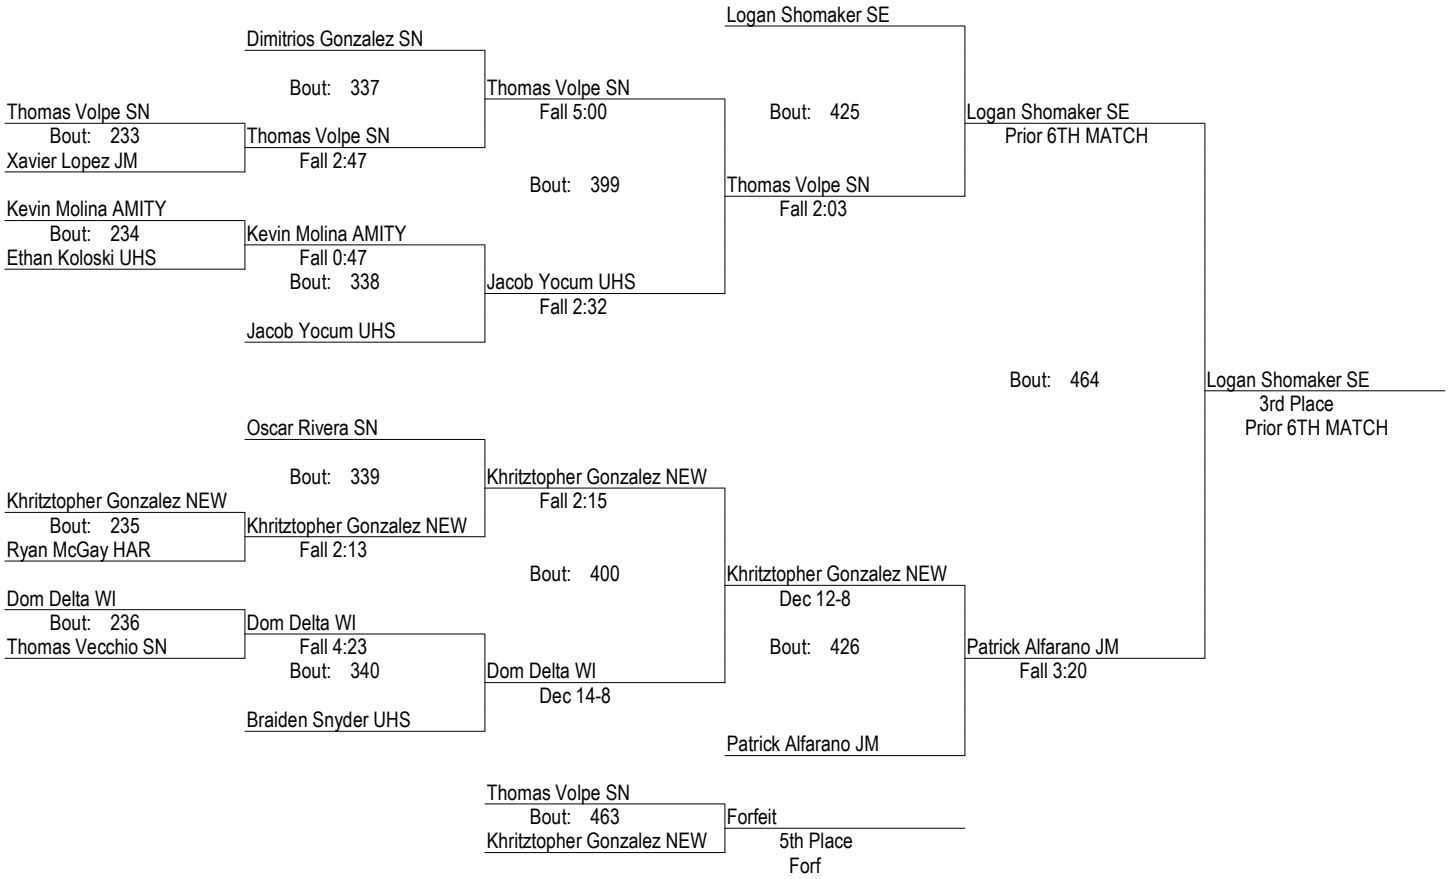 Logan Shomaker SE
Dimitrios Gonzalez SN
Bout: 337
Thomas Volpe SN
Thomas Volpe SN
Fall 5:00
Bout: 425
Logan Shomaker SE
Bout: 233
Thomas Volpe SN
Prior 6TH MATCH
Xavier Lopez JM
Fall 2:47
Bout: 399
Thomas Volpe SN
Kevin Molina AMITY
Fall 2:03
Bout: 234
Kevin Molina AMITY
Ethan Koloski UHS
Fall 0:47
Bout: 338
Jacob Yocum UHS
Fall 2:32
Jacob Yocum UHS
Bout: 464
Logan Shomaker SE
3rd Place
Oscar Rivera SN
Prior 6TH MATCH
Bout: 339
Khritztopher Gonzalez NEW
Khritztopher Gonzalez NEW
Fall 2:15
Bout: 235
Khritztopher Gonzalez NEW
Ryan McGay HAR
Fall 2:13
Bout: 400
Khritztopher Gonzalez NEW
Dom Delta WI
Dec 12-8
Bout: 236
Dom Delta WI
Thomas Vecchio SN
Fall 4:23
Bout: 426
Patrick Alfarano JM
Bout: 340
Dom Delta WI
Fall 3:20
Dec 14-8
Braiden Snyder UHS
Patrick Alfarano JM
Thomas Volpe SN
Bout: 463
Forfeit
Khritztopher Gonzalez NEW
5th Place
Forf